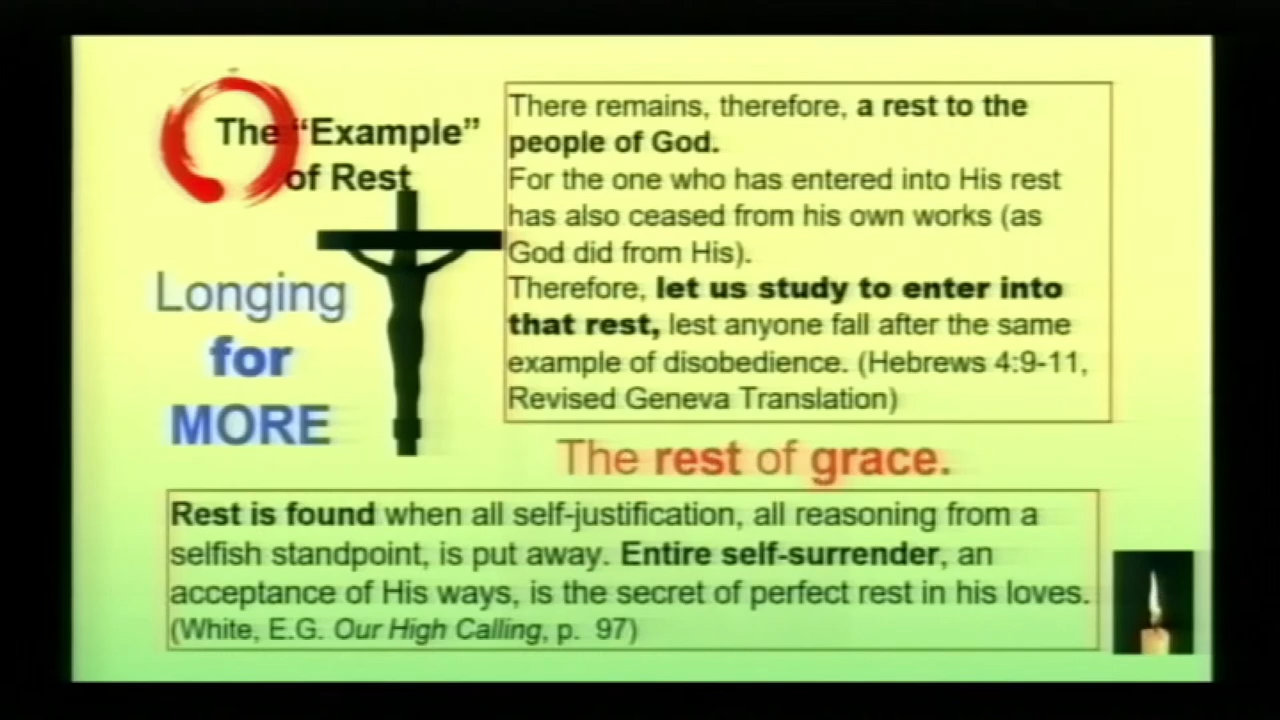 The “Example”
of Rest
Longing
for
MORE
There remains, therefore, a rest to the
people of God.
For the one who has entered into His rest
has also ceased from his own works (as
God did from His).
Therefore, let us study to enter into
that rest, lest anyone fall after the same
example of disobedience. (Hebrews 4:9-11,
Revised Geneva Translation)
The rest of grace.
Rest is found when all self-justification, all reasoning from a
selfish standpoint, is put away. Entire self-surrender, an
acceptance of His ways, is the secret of perfect rest in his loves.
(White, E.G. Our High Calling, p. 97)